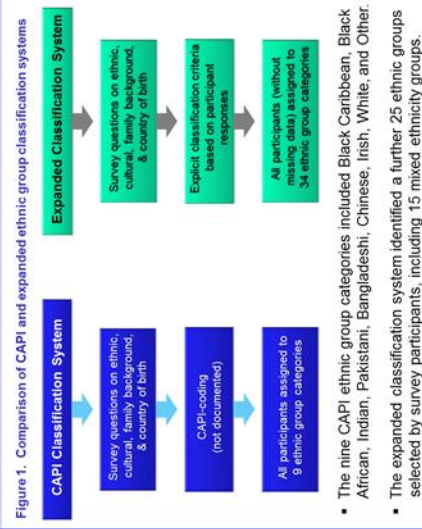 Figure 1.  Comparison of CAPI and expanded ethnic group classification systems
CAPI Classification System
Survey questions on ethnic,
cultural, family background,
& country of birth
CAPI-coding
(not documented)
All participants assigned to
9 ethnic group categories
Expanded Classification System
Survey questions on ethnic,
cultural, family background,
& country of birth
Explicit classification criteria
based on participant
responses
All participants (without
missing data) assigned to
34 ethnic group categories
▪ The nine CAPI ethnic group categories included Black Caribbean, Black
African, Indian, Pakistani, Bangladeshi, Chinese, Irish, White, and Other.
▪ The expanded classification system identified a further 25 ethnic groups
selected by survey participants, including 15 mixed ethnicity groups.